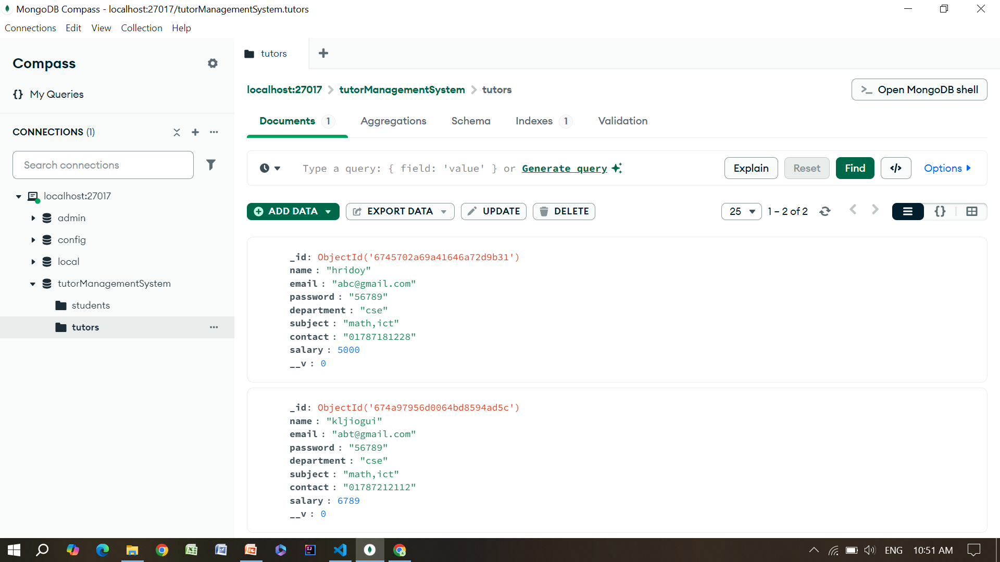 MongoDB Compass - localhost:27017/tutorManagementSystem.tutors
Connections Edit View Collection Help
Compass
{} My Queries
CONNECTIONS (1)
Search connections
localhost:27017
admin
config
local
tutorManagementSystem
students
tutors
tutors
localhost:27017 > tutorManagementSystem > tutors
>_ Open MongoDB shell
Documents 1 Aggregations Schema Indexes 1 Validation
Type a query: { field: 'value' } or Generate query
Explain Reset Find </> Options
ADD DATA EXPORT DATA UPDATE DELETE
25 1 – 2 of 2 {}
_id: ObjectId('6745702a69a41646a72d9b31')
name : "hridoy"
email : "abc@gmail.com"
password : "56789"
department : "cse"
subject : "math,ict"
contact : "01787181228"
salary : 5000
__v : 0
_id: ObjectId('674a97956d0064bd8594ad5c')
name : "kljiogui"
email : "abt@gmail.com"
password : "56789"
department : "cse"
subject : "math,ict"
contact : "01787212112"
salary : 6789
__v : 0
ENG 10:51 AM